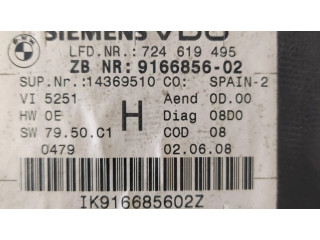 SIEMENS VDO
LFD.NR.: 724 619 495
ZB NR: 9166856-02
SUP.Nr.:14369510 CO: SPAIN-2
VI 5251 Aend 0D.00
HW 0E Diag 08D0
SW 79.50.C1 H COD 08
0479 02.06.08
IK916685602Z